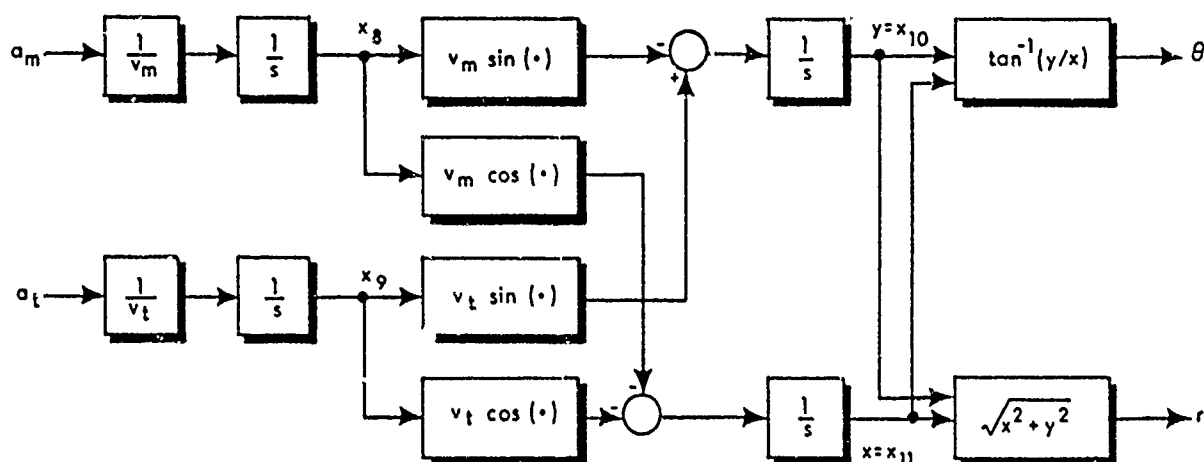 a_m
1/v_m
1/s
x_8
v_m sin (•)
-
+
1/s
y=x_10
tan^-1(y/x)
θ
v_m cos (•)
a_t
1/v_t
1/s
x_9
v_t sin (•)
v_t cos (•)
-
-
1/s
x=x_11
√x^2+y^2
r